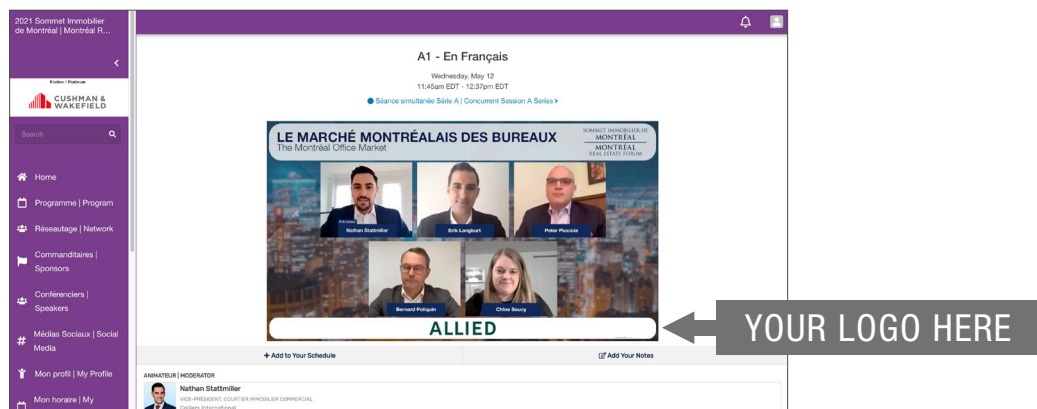 2021 Sommet Immobilier
de Montréal | Montréal R...
Platine / Platinum
CUSHMAN &
WAKEFIELD
Search
Home
Programme | Program
Réseautage | Network
Commanditaires |
Sponsors
Conférenciers |
Speakers
Médias Sociaux | Social
Media
Mon profil | My Profile
Mon horaire | My
A1 - En Français
Wednesday, May 12
11:45am EDT - 12:37pm EDT
Séance simultanée Série A | Concurrent Session A Series >
LE MARCHÉ MONTRÉALAIS DES BUREAUX
The Montréal Office Market
SOMMET IMMOBILIER DE
MONTRÉAL
MONTRÉAL
REAL ESTATE FORUM
Nathan Stattmiller
Erik Langburt
Peter Picciola
Bernard Poliquin
Chloe Soucy
ALLIED
YOUR LOGO HERE
+ Add to Your Schedule
Add Your Notes
ANIMATEUR | MODERATOR
Nathan Stattmiller
VICE-PRÉSIDENT, COURTIER IMMOBILIER COMMERCIAL
Colliers International